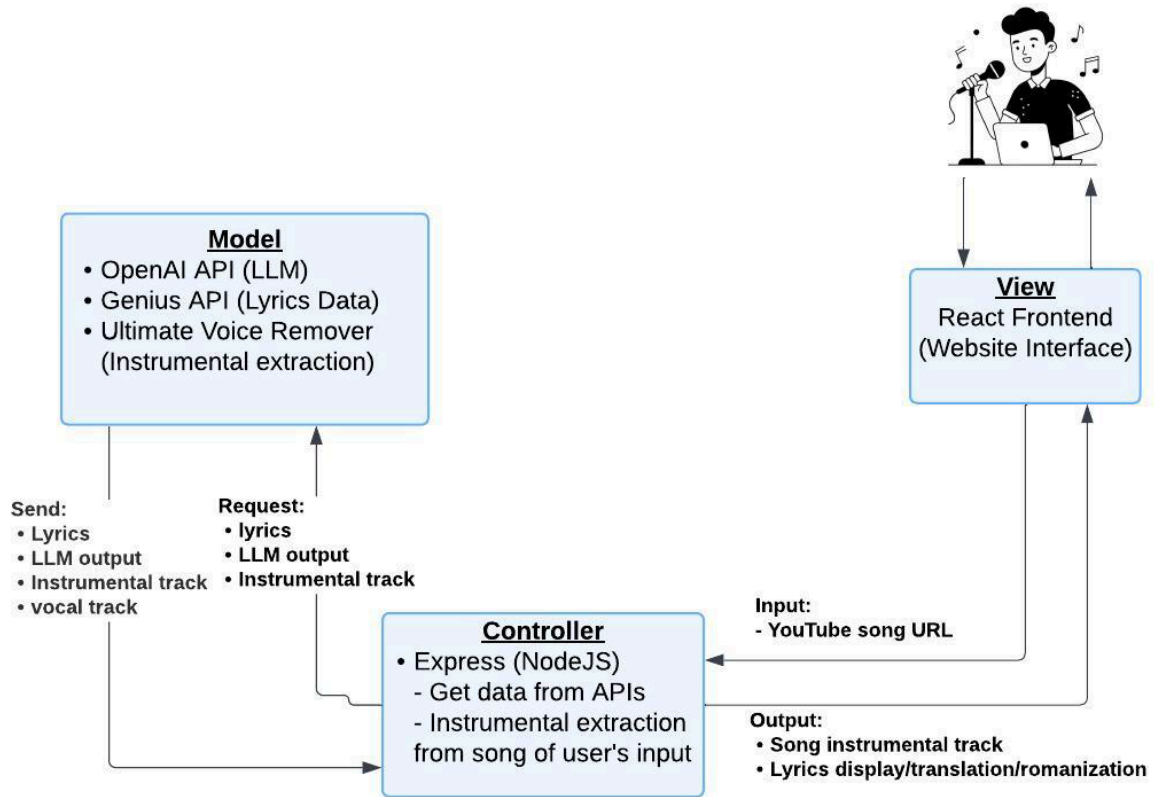 Model
• OpenAI API (LLM)
• Genius API (Lyrics Data)
• Ultimate Voice Remover
(Instrumental extraction)
View
React Frontend
(Website Interface)
Send:
• Lyrics
• LLM output
• Instrumental track
• vocal track
Request:
• lyrics
• LLM output
• Instrumental track
Controller
• Express (NodeJS)
- Get data from APIs
- Instrumental extraction
from song of user's input
Input:
- YouTube song URL
Output:
• Song instrumental track
• Lyrics display/translation/romanization